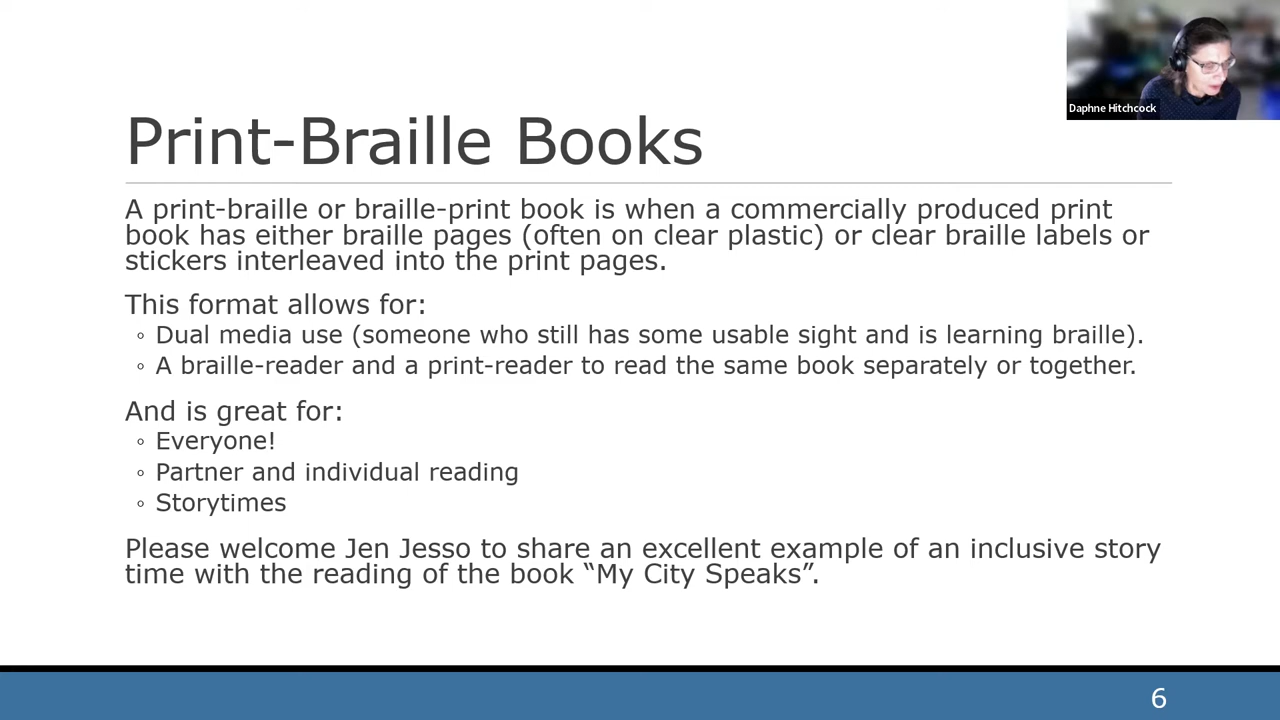 Daphne Hitchcock
Print-Braille Books
A print-braille or braille-print book is when a commercially produced print
book has either braille pages (often on clear plastic) or clear braille labels or
stickers interleaved into the print pages.
This format allows for:
◦ Dual media use (someone who still has some usable sight and is learning braille).
◦ A braille-reader and a print-reader to read the same book separately or together.
And is great for:
◦ Everyone!
◦ Partner and individual reading
◦ Storytimes
Please welcome Jen Jesso to share an excellent example of an inclusive story
time with the reading of the book “My City Speaks”.
6